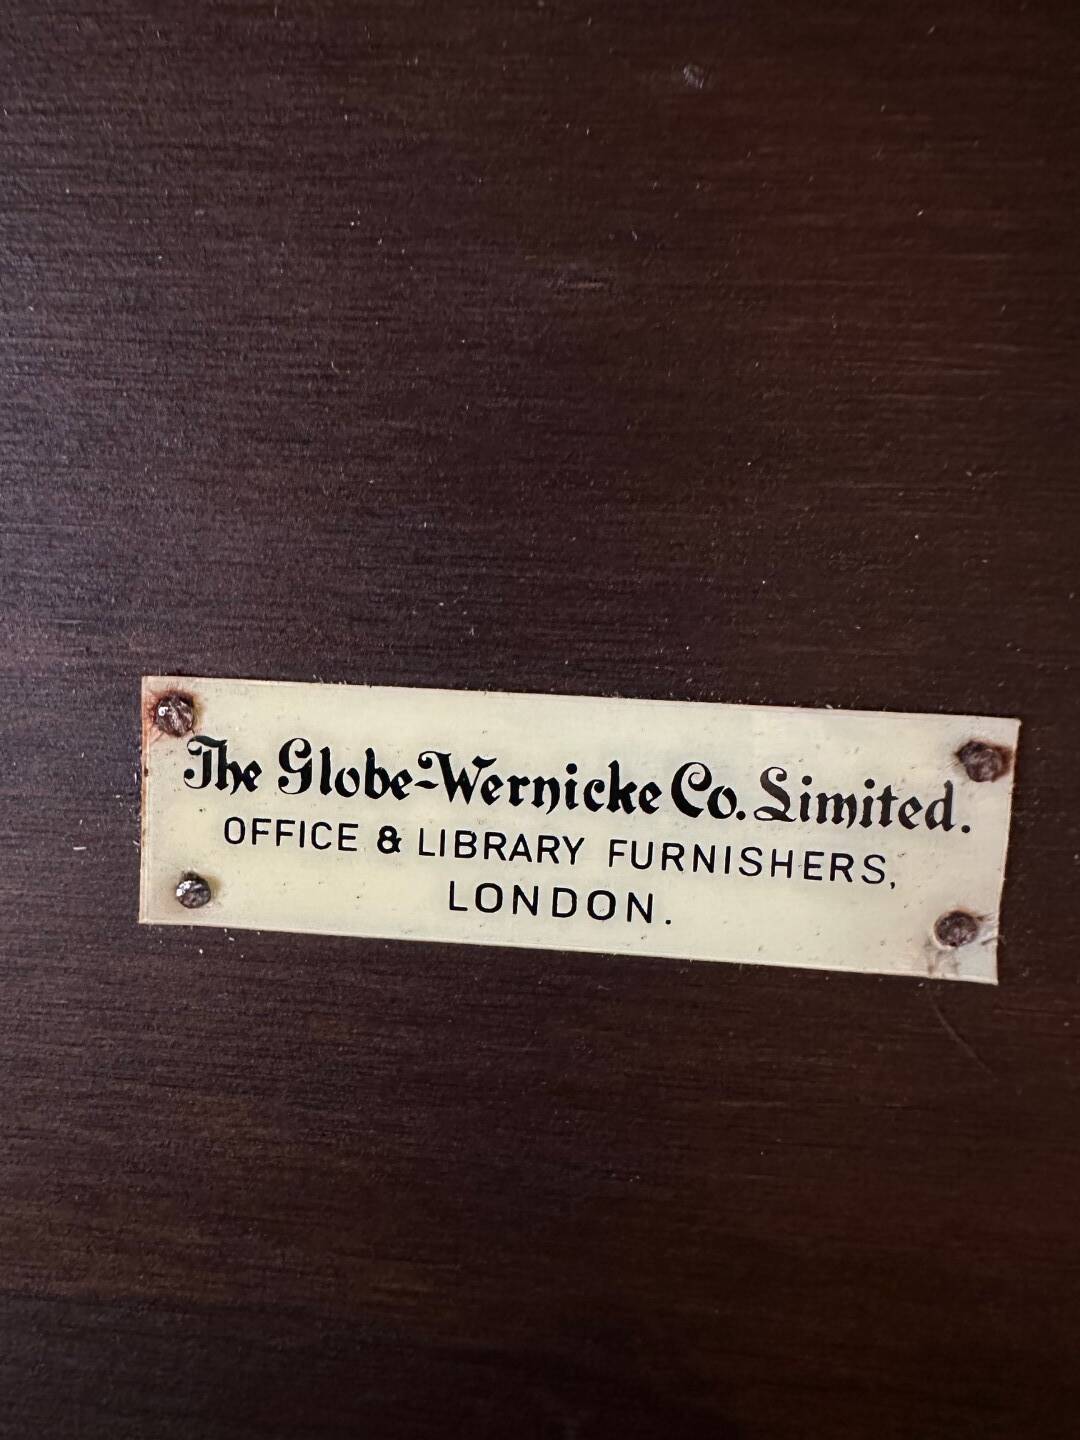 The Globe-Wernicke Co. Limited.
OFFICE & LIBRARY FURNISHERS,
LONDON.